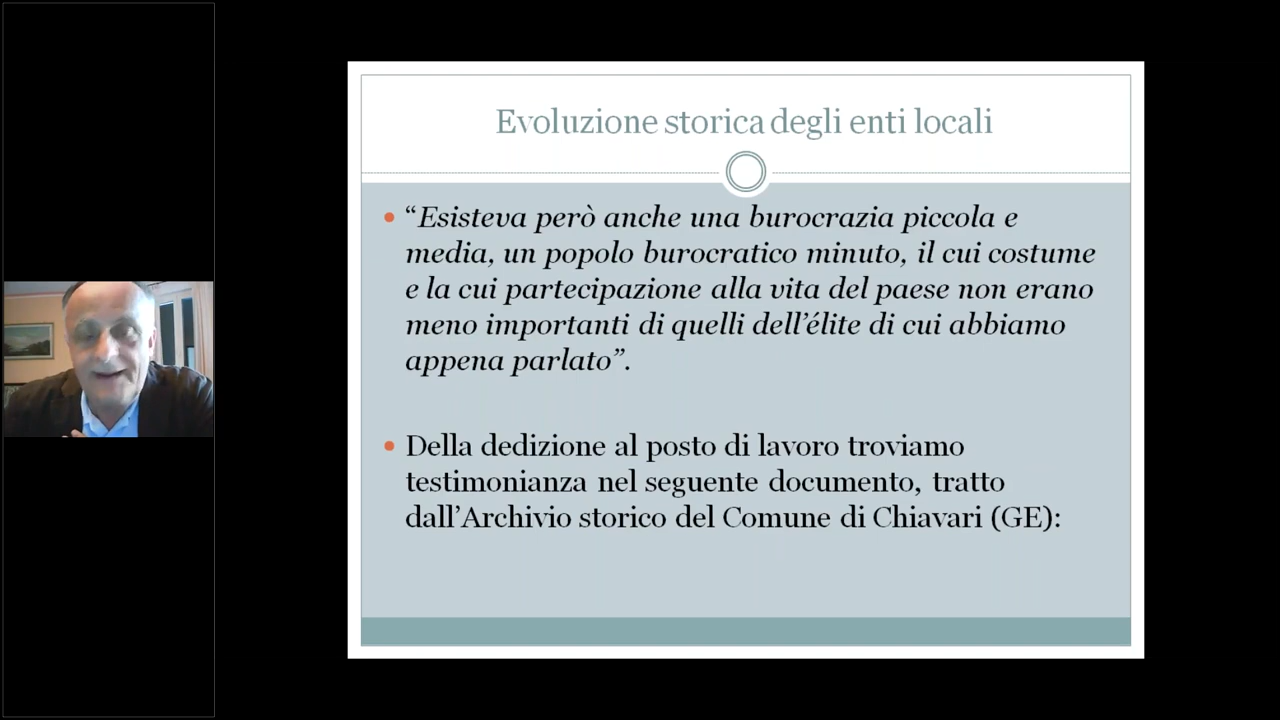 Evoluzione storica degli enti locali
“Esisteva però anche una burocrazia piccola e
media, un popolo burocratico minuto, il cui costume
e la cui partecipazione alla vita del paese non erano
meno importanti di quelli dell’élite di cui abbiamo
appena parlato”.
Della dedizione al posto di lavoro troviamo
testimonianza nel seguente documento, tratto
dall’Archivio storico del Comune di Chiavari (GE):